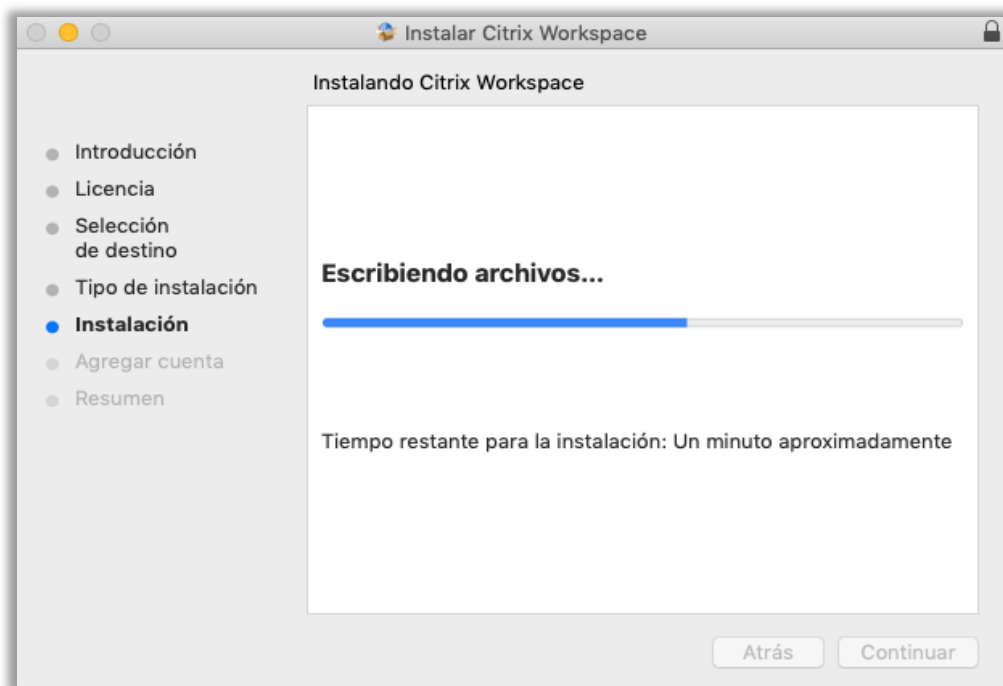 Instalar Citrix Workspace
Instalando Citrix Workspace
Introducción
Licencia
Selección
de destino
Tipo de instalación
Instalación
Agregar cuenta
Resumen
Escribiendo archivos...
Tiempo restante para la instalación: Un minuto aproximadamente
Atrás
Continuar